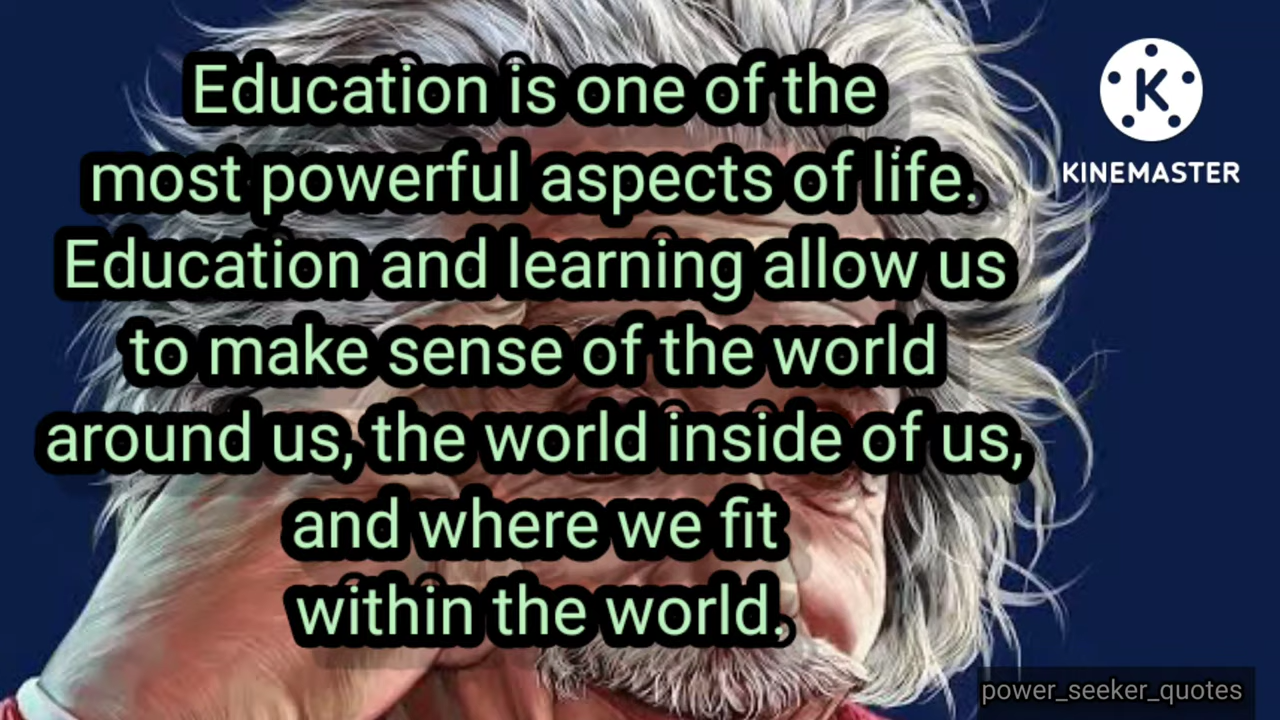 Education is one of the
most powerful aspects of life.
Education and learning allow us
to make sense of the world
around us, the world inside of us,
and where we fit
within the world.
K
KINEMASTER
power_seeker_quotes